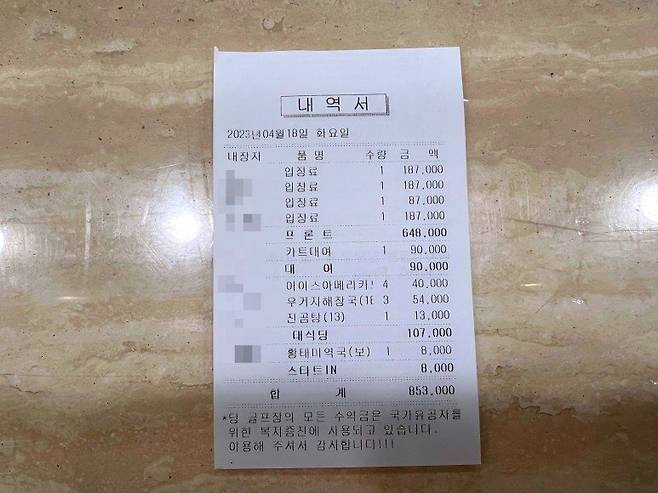 내 역 서
2023년04월18일 화요일
내장자 품 명 수량 금 액
입장료 1 187,000
입장료 1 187,000
입장료 1 87,000
입장료 1 187,000
프 론 트 648,000
카트대여 1 90,000
대 여 90,000
아이스아메리카 4 40,000
우거지해장국(18 3 54,000
진곰탕(13) 1 13,000
대식당 107,000
황태미역국(보) 1 8,000
스타트IN 8,000
합 계 853,000
*당 골프장의 모든 수익금은 국가유공자를
위한 복지증진에 사용되고 있습니다.
이용해 주셔서 감사합니다!!!